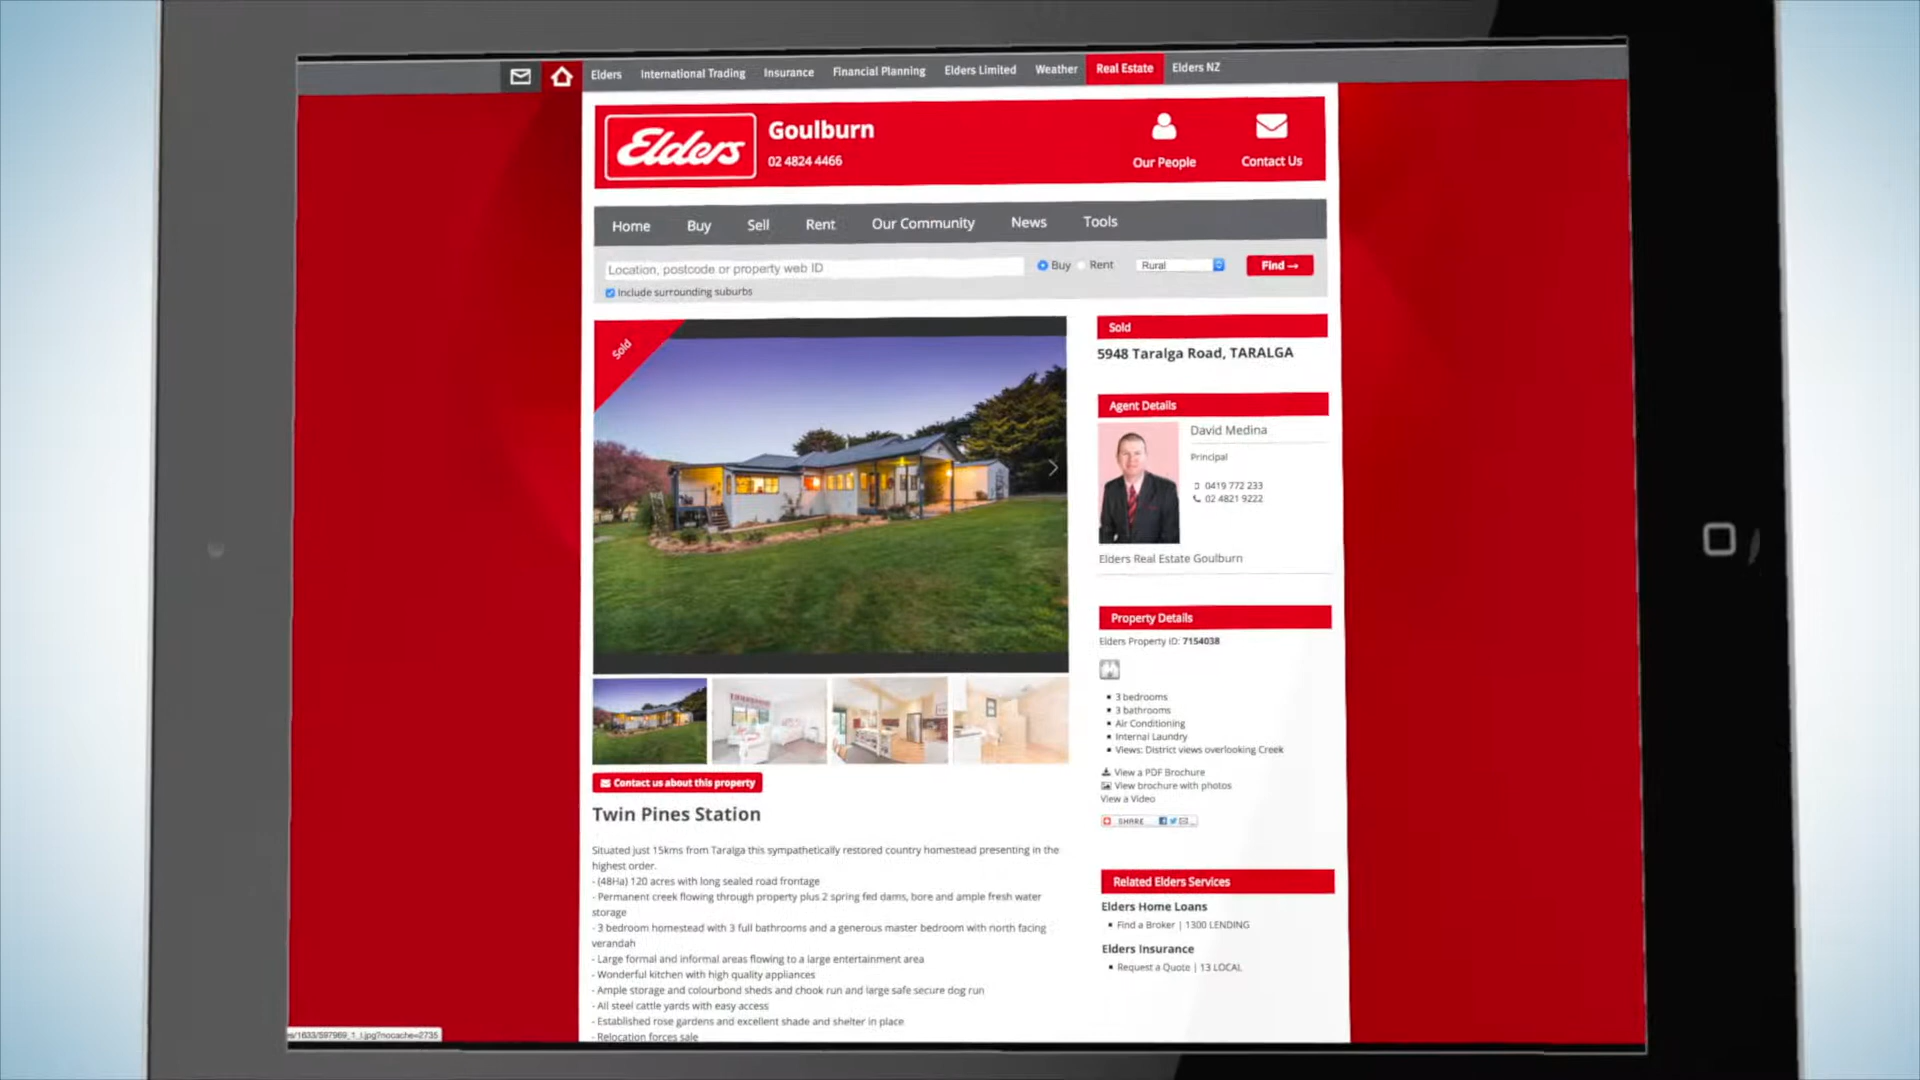 Elders
International Trading
Insurance
Financial Planning
Elders Limited
Weather
Real Estate
Elders NZ
Elders
Goulburn
02 4824 4466
Our People
Contact Us
Home
Buy
Sell
Rent
Our Community
News
Tools
Location, postcode or property web ID
Buy
Rent
Rural
Find →
Include surrounding suburbs
Sold
Sold
5948 Taralga Road, TARALGA
Agent Details
David Medina
Principal
0419 772 233
02 4821 9222
Elders Real Estate Goulburn
Property Details
Elders Property ID: 7154038
▪ 3 bedrooms
▪ 3 bathrooms
▪ Air Conditioning
▪ Internal Laundry
▪ Views: District views overlooking Creek
View a PDF Brochure
View brochure with photos
View a Video
SHARE
Related Elders Services
Elders Home Loans
▪ Find a Broker | 1300 LENDING
Elders Insurance
▪ Request a Quote | 13 LOCAL
Contact us about this property
Twin Pines Station
Situated just 15kms from Taralga this sympathetically restored country homestead presenting in the
highest order.
- (48Ha) 120 acres with long sealed road frontage
- Permanent creek flowing through property plus 2 spring fed dams, bore and ample fresh water
storage
- 3 bedroom homestead with 3 full bathrooms and a generous master bedroom with north facing
verandah
- Large formal and informal areas flowing to a large entertainment area
- Wonderful kitchen with high quality appliances
- Ample storage and colourbond sheds and chook run and large safe secure dog run
- All steel cattle yards with easy access
- Established rose gardens and excellent shade and shelter in place
- Relocation forces sale